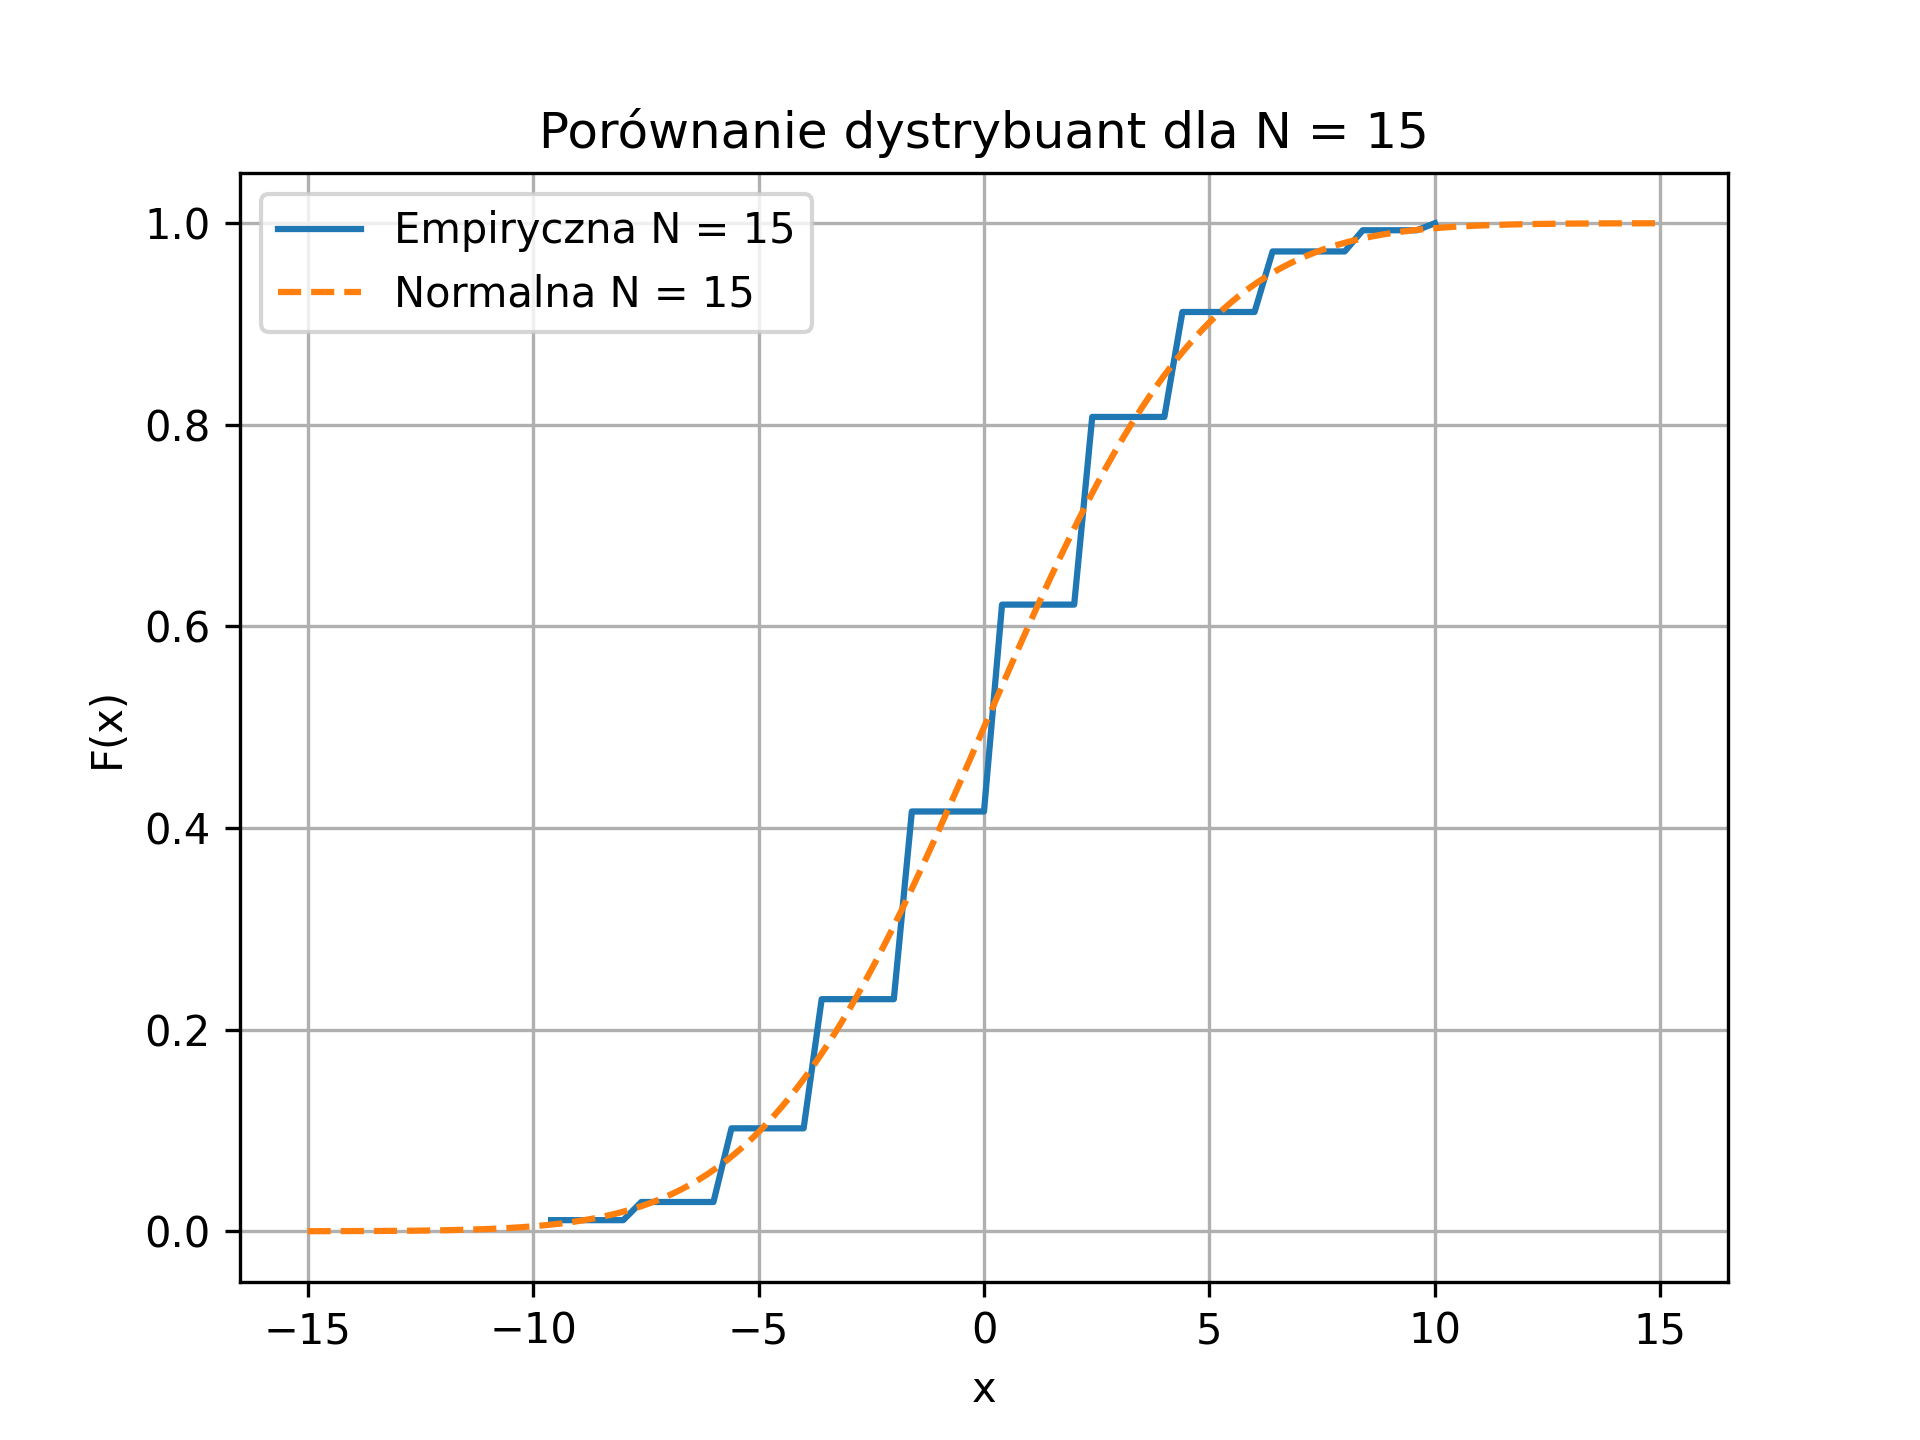 Porównanie dystrybuant dla N = 15
Empiryczna N = 15
Normalna N = 15
1.0
0.8
0.6
0.4
0.2
0.0
F(x)
−15 −10 −5 0 5 10 15
x